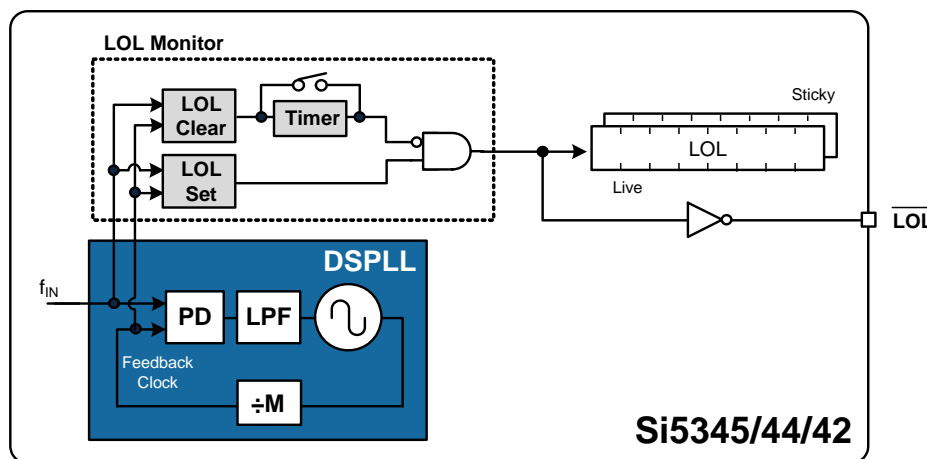 LOL Monitor
LOL
Clear
Timer
LOL
Set
Sticky
LOL
Live
LOL
DSPLL
fIN
PD
LPF
Feedback
Clock
÷M
Si5345/44/42